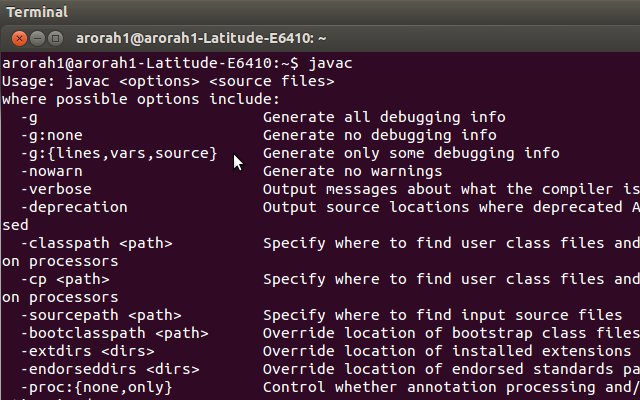 Terminal
arorah1@arorah1-Latitude-E6410: ~
arorah1@arorah1-Latitude-E6410:~$ javac
Usage: javac <options> <source files>
where possible options include:
-g Generate all debugging info
-g:none Generate no debugging info
-g:{lines,vars,source} Generate only some debugging info
-nowarn Generate no warnings
-verbose Output messages about what the compiler is
-deprecation Output source locations where deprecated A
sed
-classpath <path> Specify where to find user class files and
on processors
-cp <path> Specify where to find user class files and
on processors
-sourcepath <path> Specify where to find input source files
-bootclasspath <path> Override location of bootstrap class files
-extdirs <dirs> Override location of installed extensions
-endorseddirs <dirs> Override location of endorsed standards pa
-proc:{none,only} Control whether annotation processing and/